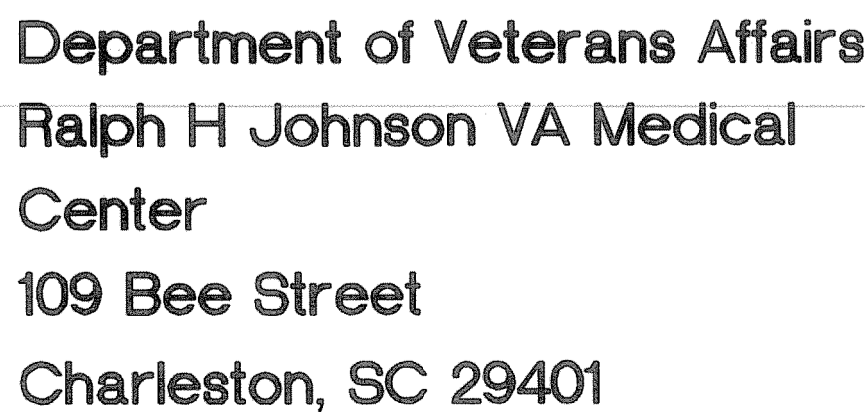 Department of Veterans Affairs
Ralph H Johnson VA Medical
Center
109 Bee Street
Charleston, SC 29401